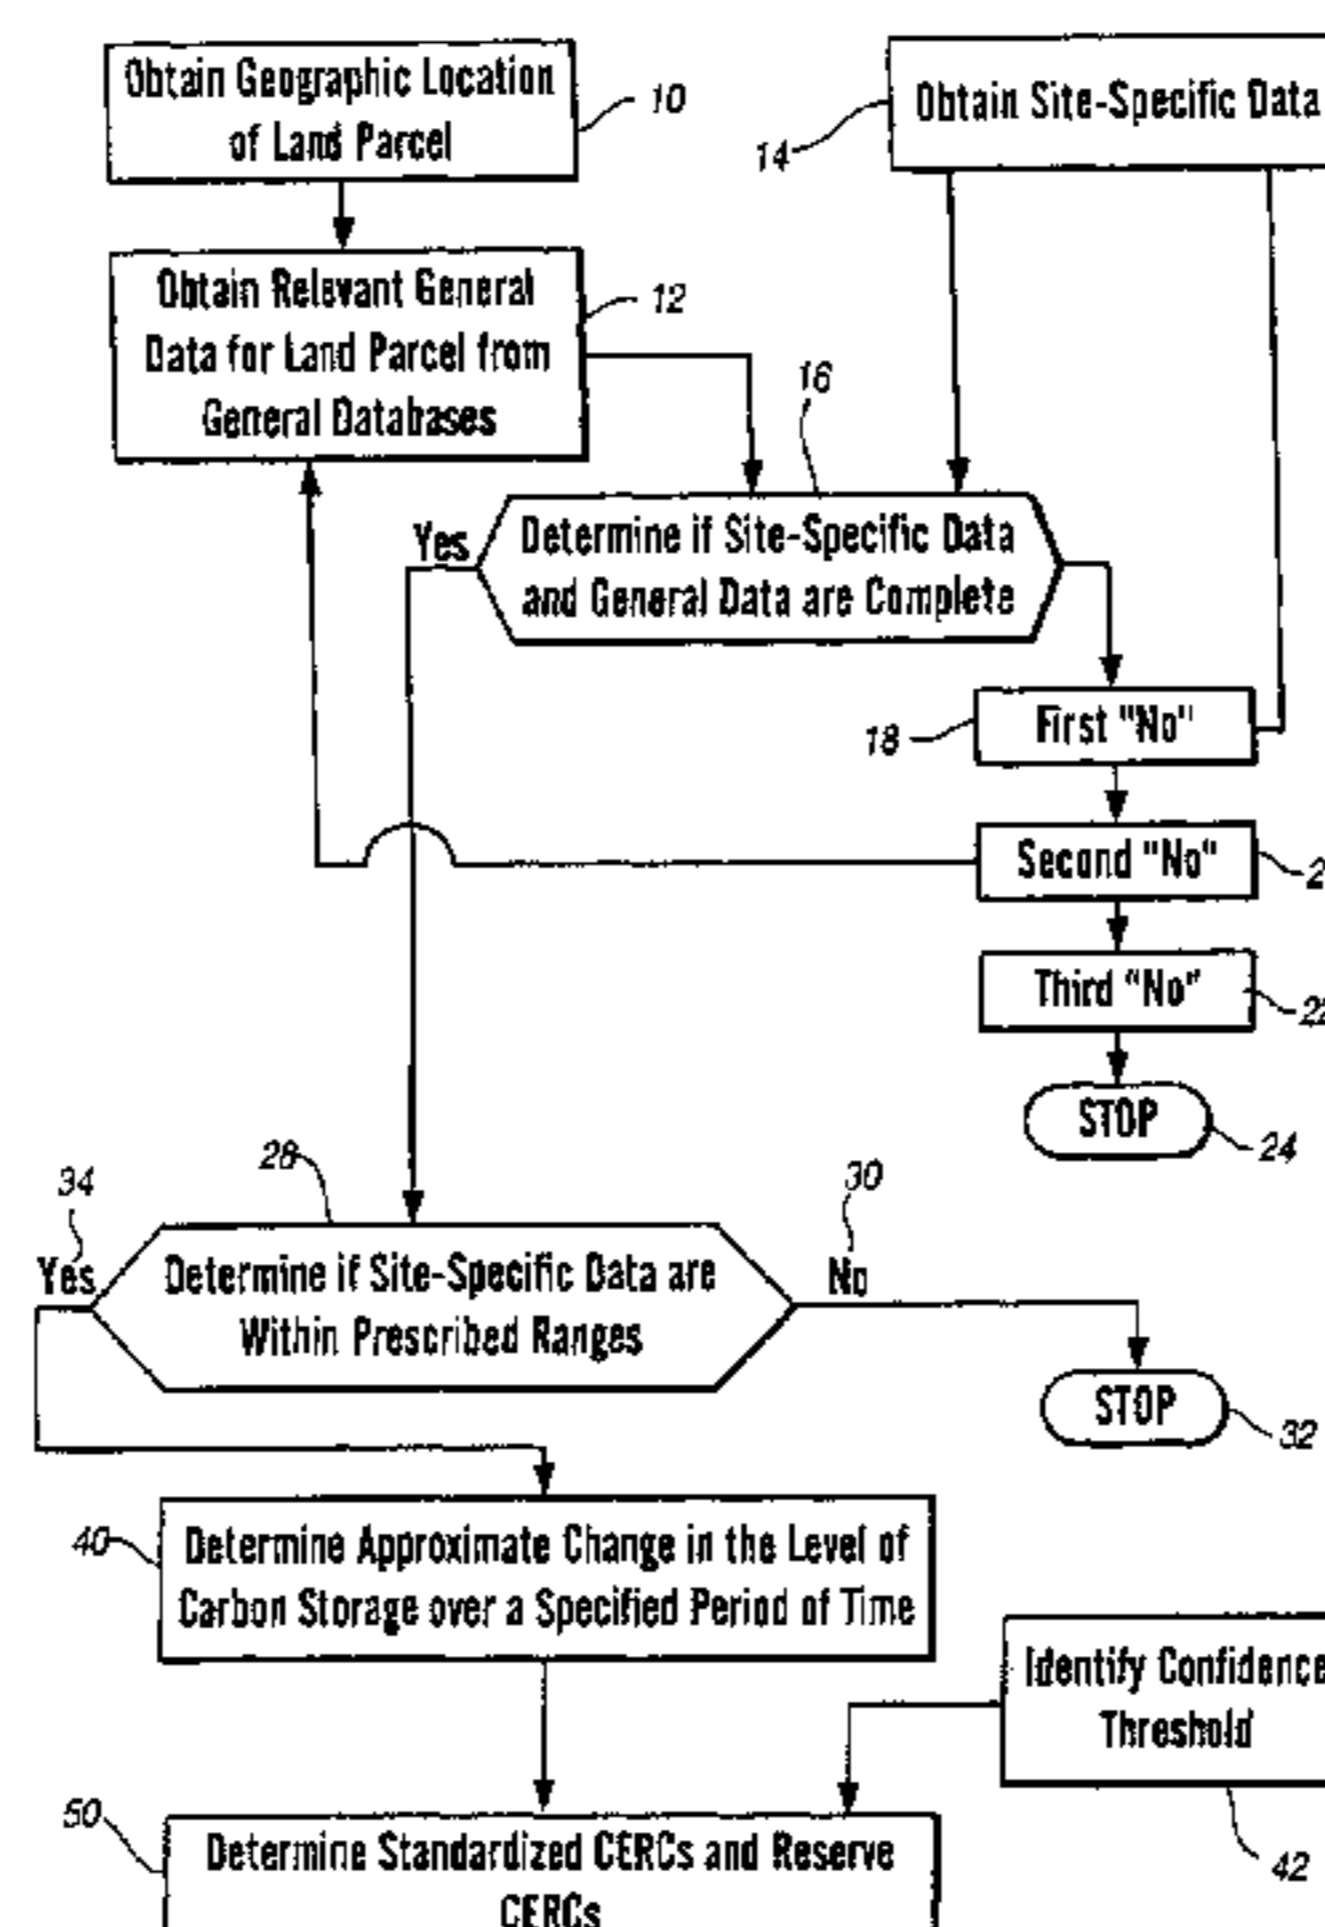 Obtain Geographic Location
of Land Parcel
10
Obtain Site-Specific Data
14
Obtain Relevant General
Data for Land Parcel from
General Databases
12
16
Yes
Determine if Site-Specific Data
and General Data are Complete
First "No"
18
Second "No"
Third "No"
22
STOP
24
28
34
Yes
Determine if Site-Specific Data are
Within Prescribed Ranges
30
No
STOP
32
40
Determine Approximate Change in the Level of
Carbon Storage over a Specified Period of Time
Identify Confidence
Threshold
42
50
Determine Standardized CERCs and Reserve
CERCs